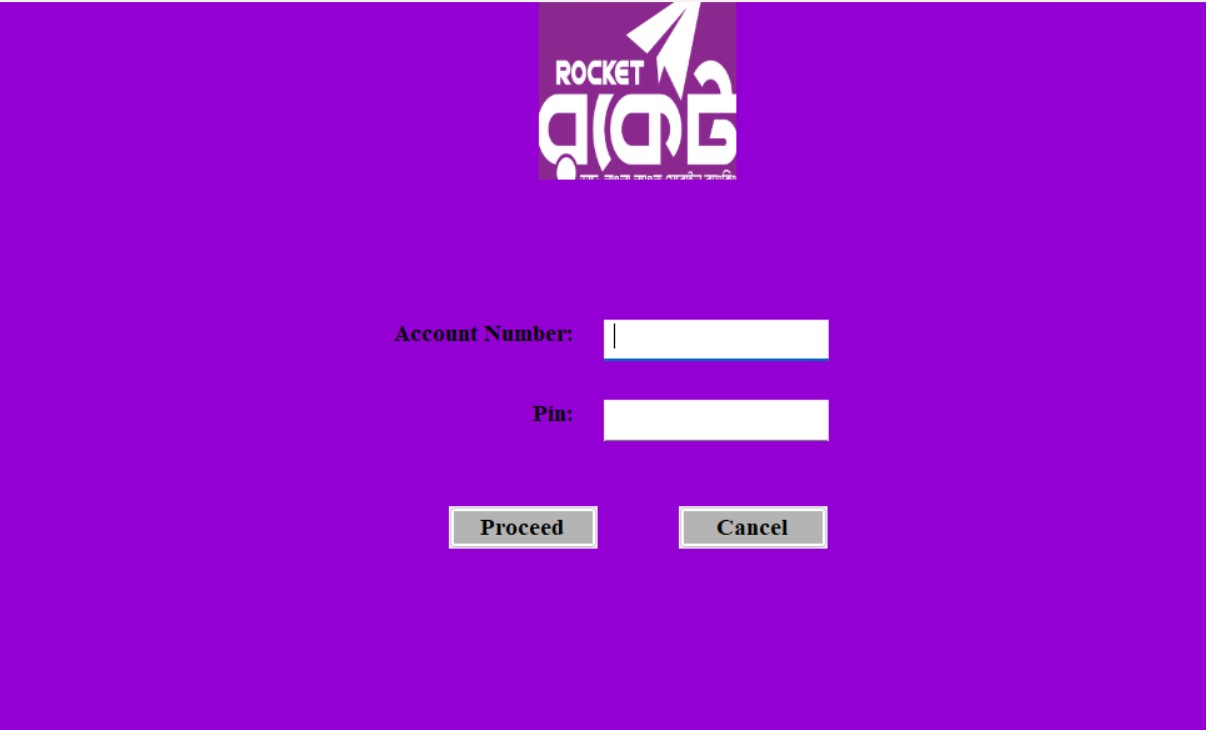 ROCKET
রকেট
Account Number:
Pin:
Proceed
Cancel